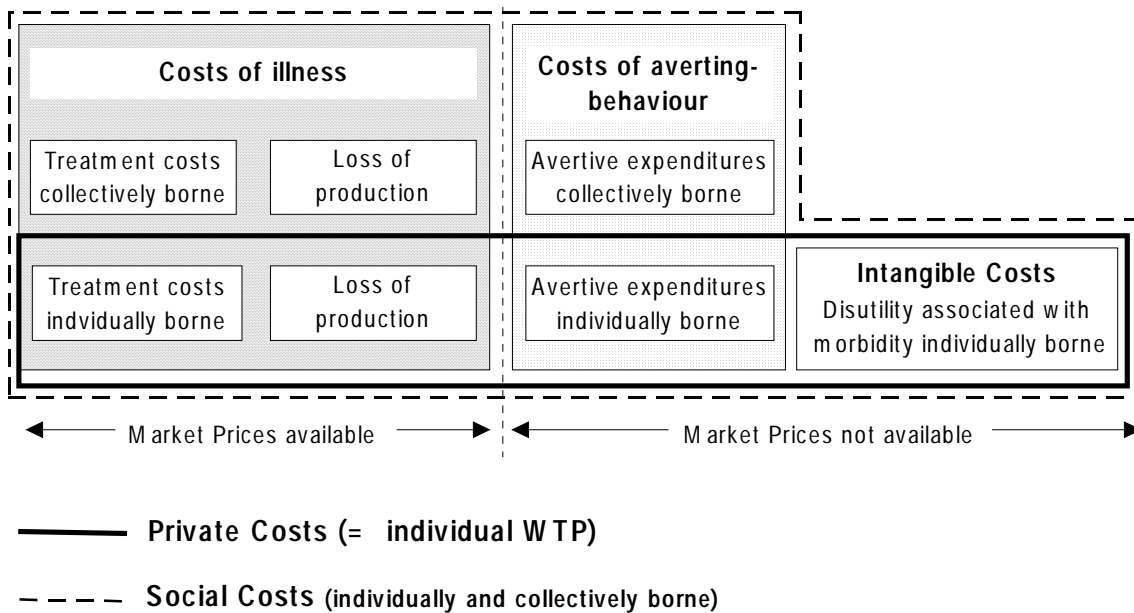 Costs of illness
Costs of averting-
behaviour
Treatment costs
collectively borne
Loss of
production
Avertive expenditures
collectively borne
Treatment costs
indvidually borne
Loss of
production
Avertive expenditures
individually borne
Intangible Costs
Disutility associated with
morbidity individually borne
Market Prices available
Market Prices not available
Private Costs (= individual WTP)
Social Costs (individually and collectively borne)